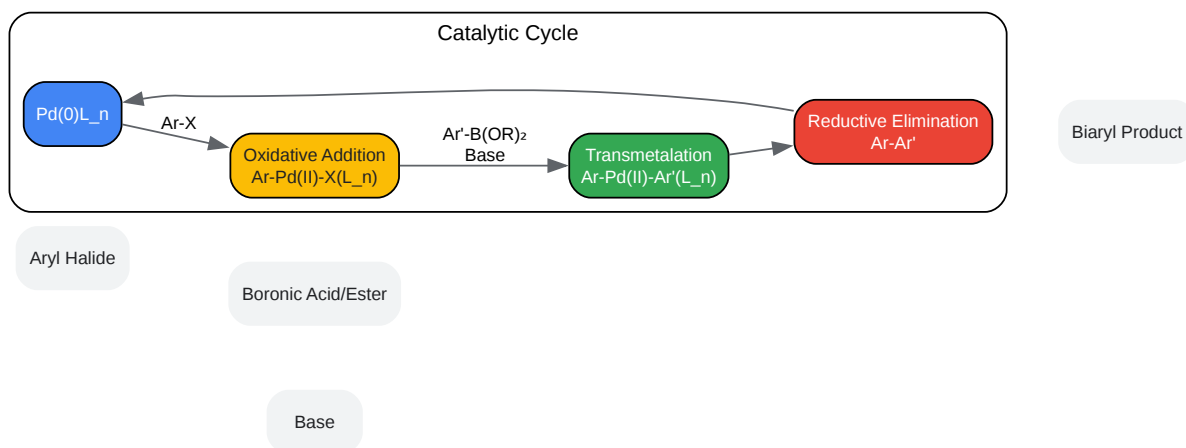 Catalytic Cycle
Pd(0)L_n
Ar-X
Oxidative Addition
Ar-Pd(II)-X(L_n)
Ar'-B(OR)₂
Base
Transmetalation
Ar-Pd(II)-Ar'(L_n)
Reductive Elimination
Ar-Ar'
Biaryl Product
Aryl Halide
Boronic Acid/Ester
Base